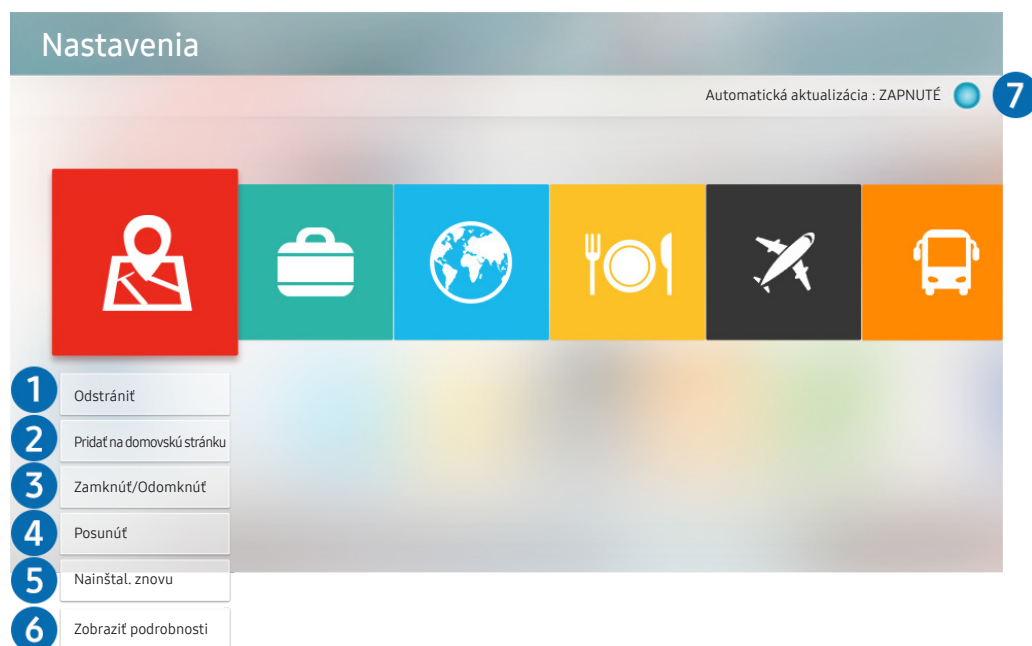 Nastavenia
Automatická aktualizácia : ZAPNUTÉ 7
1 Odstrániť
2 Pridať na domovskú stránku
3 Zamknúť/Odomknúť
4 Posunúť
5 Nainštal. znovu
6 Zobraziť podrobnosti